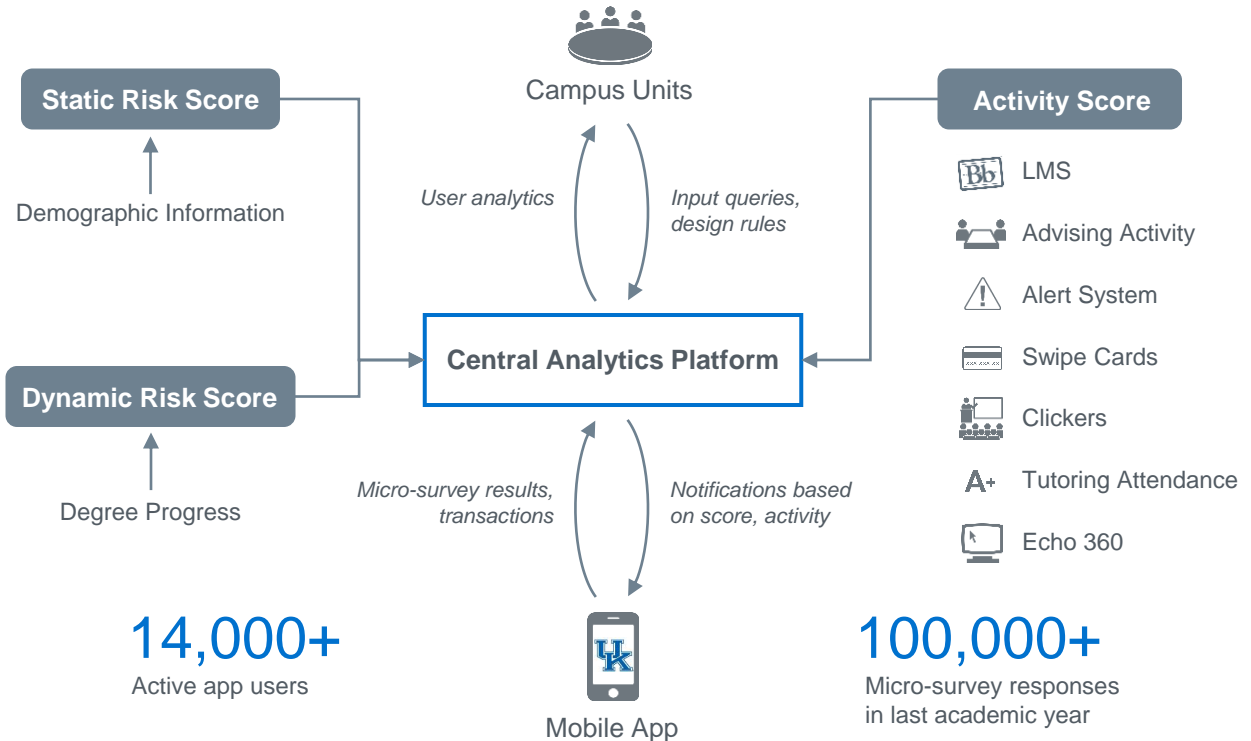 Campus Units
Static Risk Score
Demographic Information
Dynamic Risk Score
Degree Progress
User analytics
Input queries,
design rules
Central Analytics Platform
Micro-survey results,
transactions
Notifications based
on score, activity
UK
Mobile App
Activity Score
Bb
LMS
Advising Activity
Alert System
Swipe Cards
Clickers
A+
Tutoring Attendance
Echo 360
14,000+
Active app users
100,000+
Micro-survey responses
in last academic year